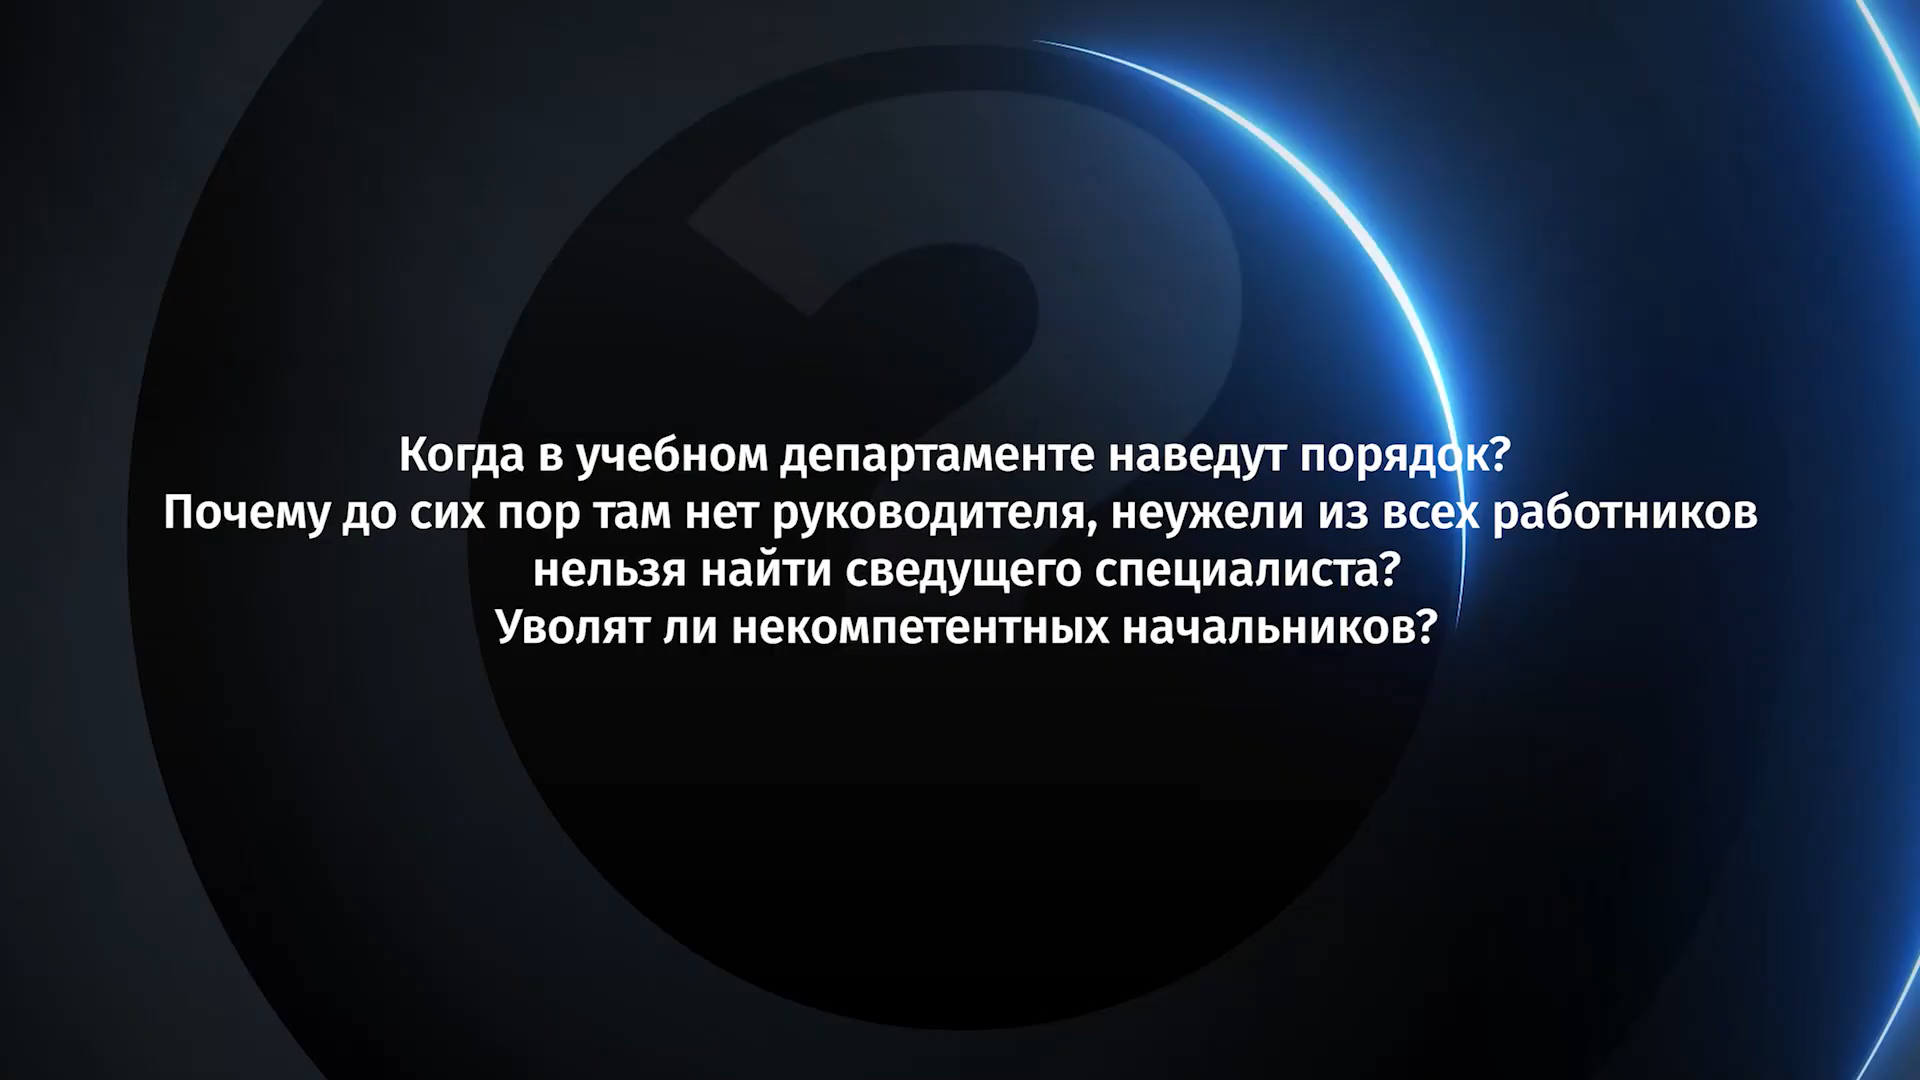 Когда в учебном департаменте наведут порядок?
Почему до сих пор там нет руководителя, неужели из всех работников
нельзя найти сведущего специалиста?
Уволят ли некомпетентных начальников?